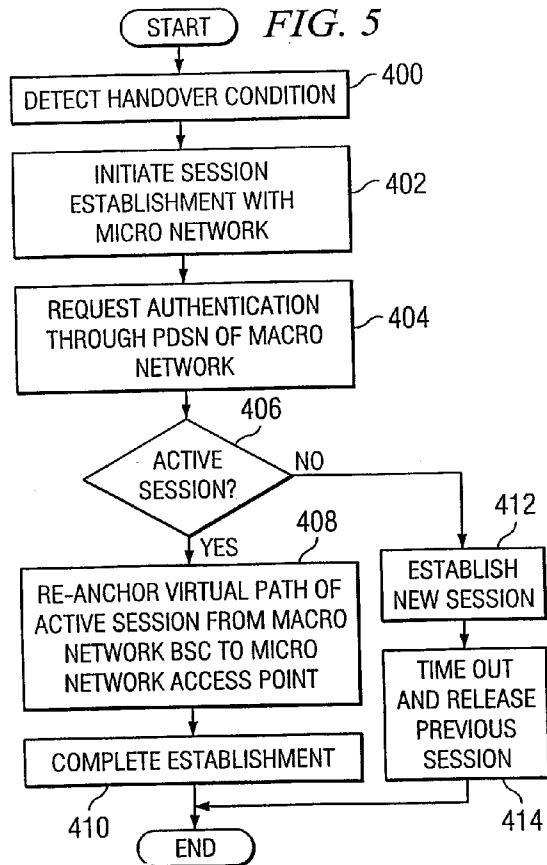 START
FIG. 5
DETECT HANDOVER CONDITION
400
INITIATE SESSION
ESTABLISHMENT WITH
MICRO NETWORK
402
REQUEST AUTHENTICATION
THROUGH PDSN OF MACRO
NETWORK
404
406
ACTIVE
SESSION?
NO
YES
408
RE-ANCHOR VIRTUAL PATH OF
ACTIVE SESSION FROM MACRO
NETWORK BSC TO MICRO
NETWORK ACCESS POINT
412
ESTABLISH
NEW SESSION
TIME OUT
AND RELEASE
PREVIOUS
SESSION
COMPLETE ESTABLISHMENT
410
414
END